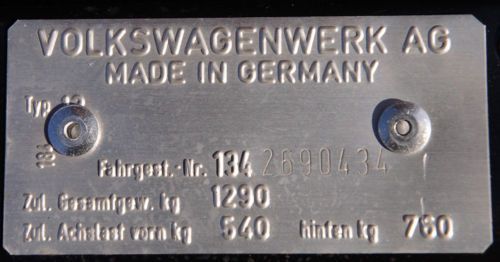 VOLKSWAGENWERK AG
MADE IN GERMANY
Typ
Fahrgest.-Nr. 134 2690434
Zul. Gesamtgew. kg 1290
Zul. Achslast vorn kg 540 hinten kg 760